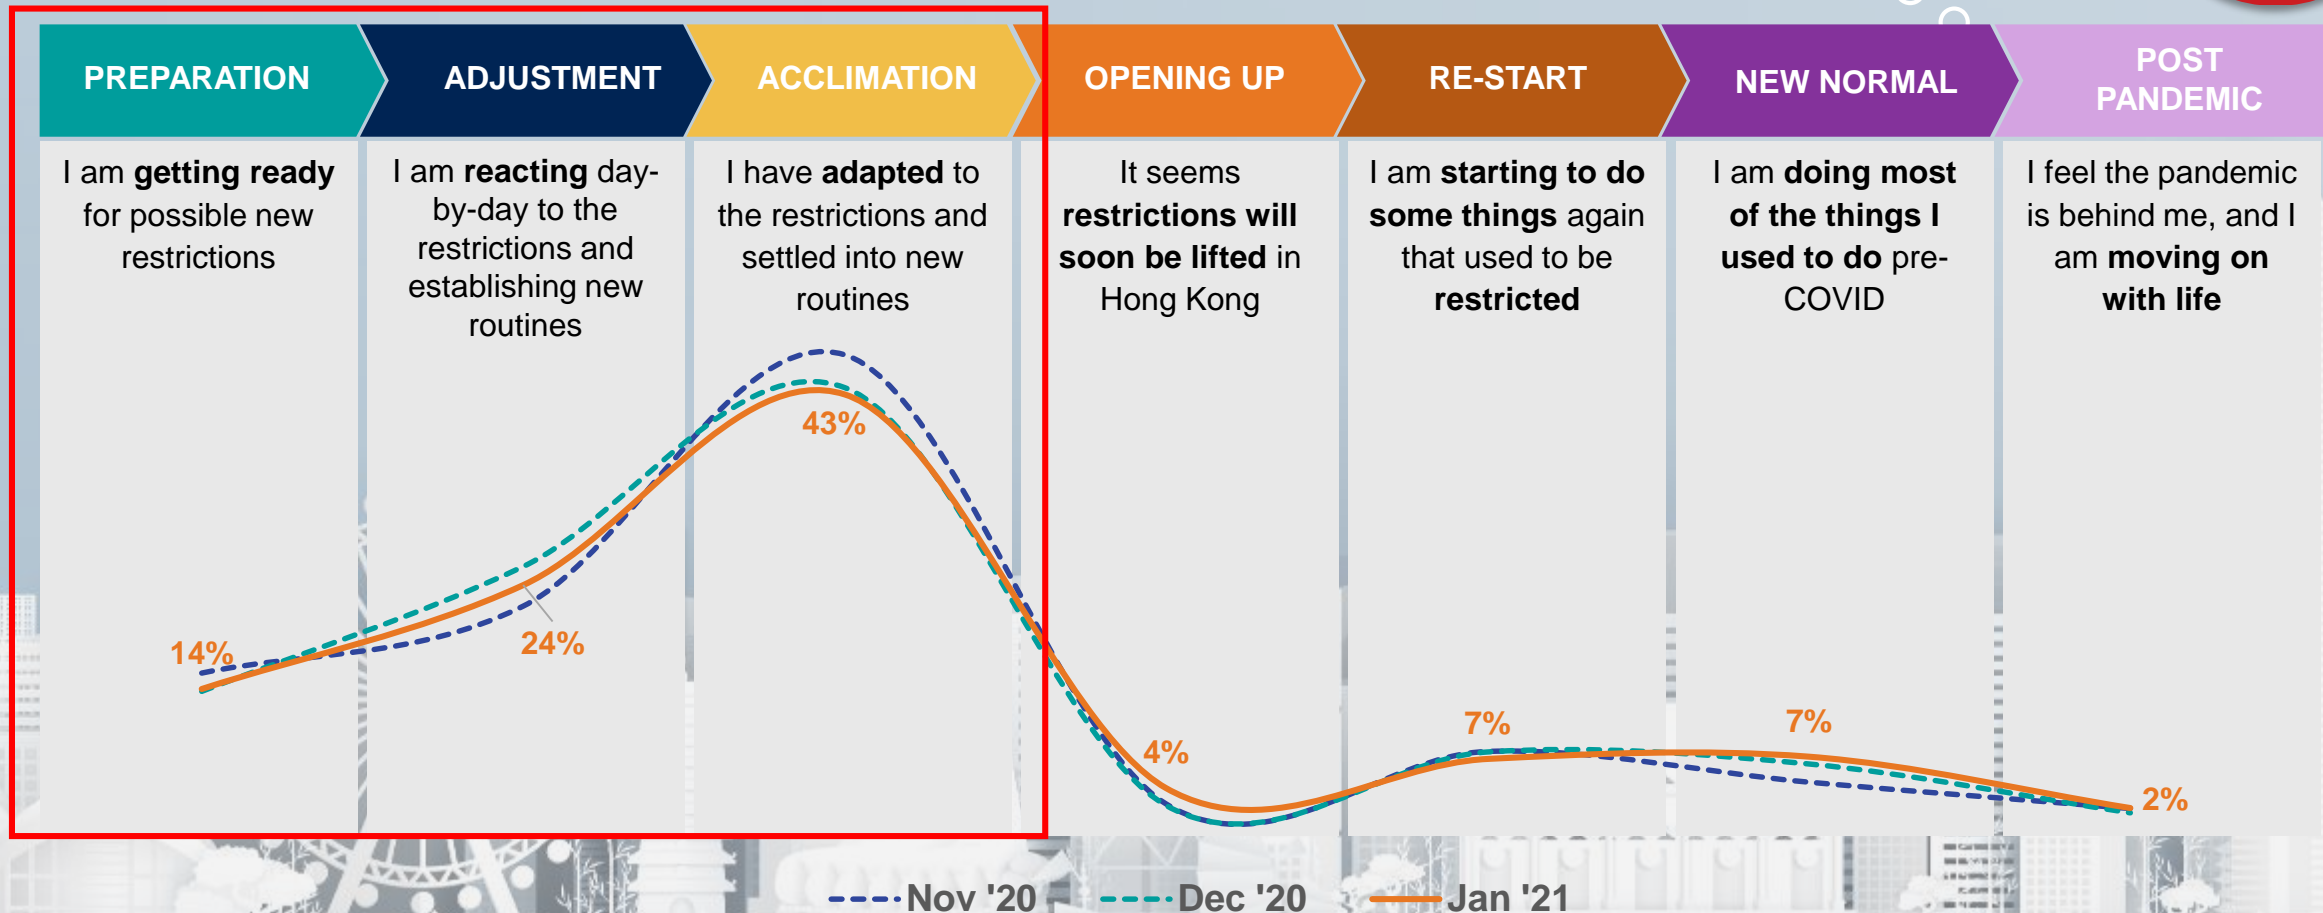 PREPARATION
ADJUSTMENT
ACCLIMATION
OPENING UP
RE-START
NEW NORMAL
POST
PANDEMIC
I am getting ready
for possible new
restrictions
I am reacting day-
by-day to the
restrictions and
establishing new
routines
I have adapted to
the restrictions and
settled into new
routines
It seems
restrictions will
soon be lifted in
Hong Kong
I am starting to do
some things again
that used to be
restricted
I am doing most
of the things I
used to do pre-
COVID
I feel the pandemic
is behind me, and I
am moving on
with life
14%
24%
43%
4%
7%
7%
2%
Nov '20
Dec '20
Jan '21